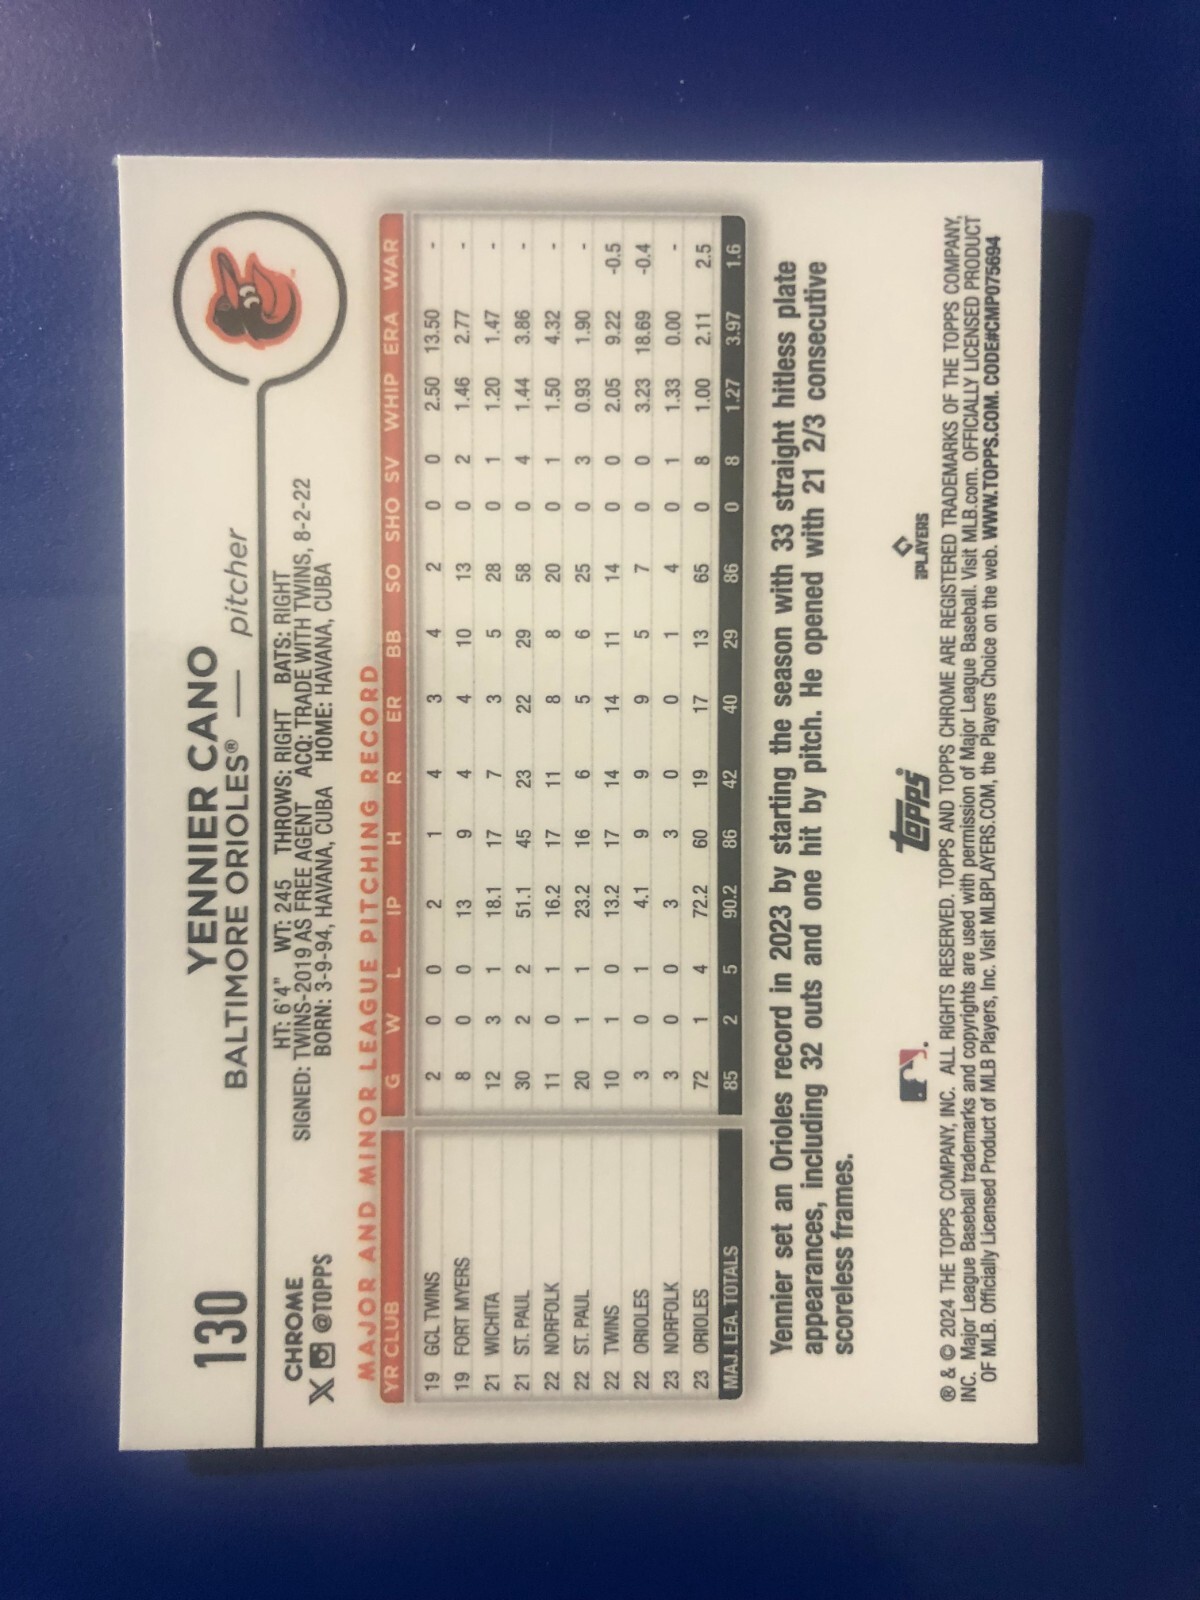 130
YENNIER CANO
BALTIMORE ORIOLES® — pitcher
CHROME
X @TOPPS
HT: 6'4" WT: 245 THROWS: RIGHT BATS: RIGHT
SIGNED: TWINS-2019 AS FREE AGENT ACQ: TRADE WITH TWINS, 8-2-22
BORN: 3-9-94, HAVANA, CUBA HOME: HAVANA, CUBA
MAJOR AND MINOR LEAGUE PITCHING RECORD
YR CLUB G W L IP H R ER BB SO SHO SV WHIP ERA WAR
19 GCL TWINS 2 0 0 2 1 4 3 4 2 0 0 2.50 13.50 -
19 FORT MYERS 8 0 0 13 9 4 4 10 13 0 2 1.46 2.77 -
21 WICHITA 12 3 1 18.1 17 7 3 5 28 0 1 1.20 1.47 -
21 ST. PAUL 30 2 2 51.1 45 23 22 29 58 0 4 1.44 3.86 -
22 NORFOLK 11 0 1 16.2 17 11 8 8 20 0 1 1.50 4.32 -
22 ST. PAUL 20 1 1 23.2 16 6 5 6 25 0 3 0.93 1.90 -
22 TWINS 10 1 0 13.2 17 14 14 11 14 0 0 2.05 9.22 -0.5
22 ORIOLES 3 0 1 4.1 9 9 9 5 7 0 0 3.23 18.69 -0.4
23 NORFOLK 3 0 0 3 3 0 0 1 4 0 1 1.33 0.00 -
23 ORIOLES 72 1 4 72.2 60 19 17 13 65 0 8 1.00 2.11 2.5
MAJ. LEA. TOTALS 85 2 5 90.2 86 42 40 29 86 0 8 1.27 3.97 1.6
Yennier set an Orioles record in 2023 by starting the season with 33 straight hitless plate
appearances, including 32 outs and one hit by pitch. He opened with 21 2/3 consecutive
scoreless frames.
topps
PLAYERS
® & © 2024 THE TOPPS COMPANY, INC. ALL RIGHTS RESERVED. TOPPS AND TOPPS CHROME ARE REGISTERED TRADEMARKS OF THE TOPPS COMPANY,
INC. Major League Baseball trademarks and copyrights are used with permission of Major League Baseball. Visit MLB.com. OFFICIALLY LICENSED PRODUCT
OF MLB. Officially Licensed Product of MLB Players, Inc. Visit MLBPLAYERS.COM, the Players Choice on the web. WWW.TOPPS.COM. CODE#CMP075694